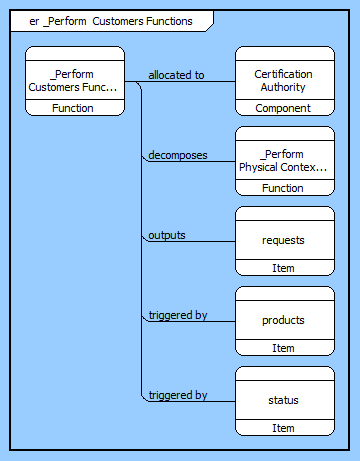 er _Perform  Customers Functions
_Perform
Customers Func...
Function
allocated to
Certification
Authority
Component
decomposes
_Perform
Physical Contex...
Function
outputs
requests
Item
triggered by
products
Item
triggered by
status
Item